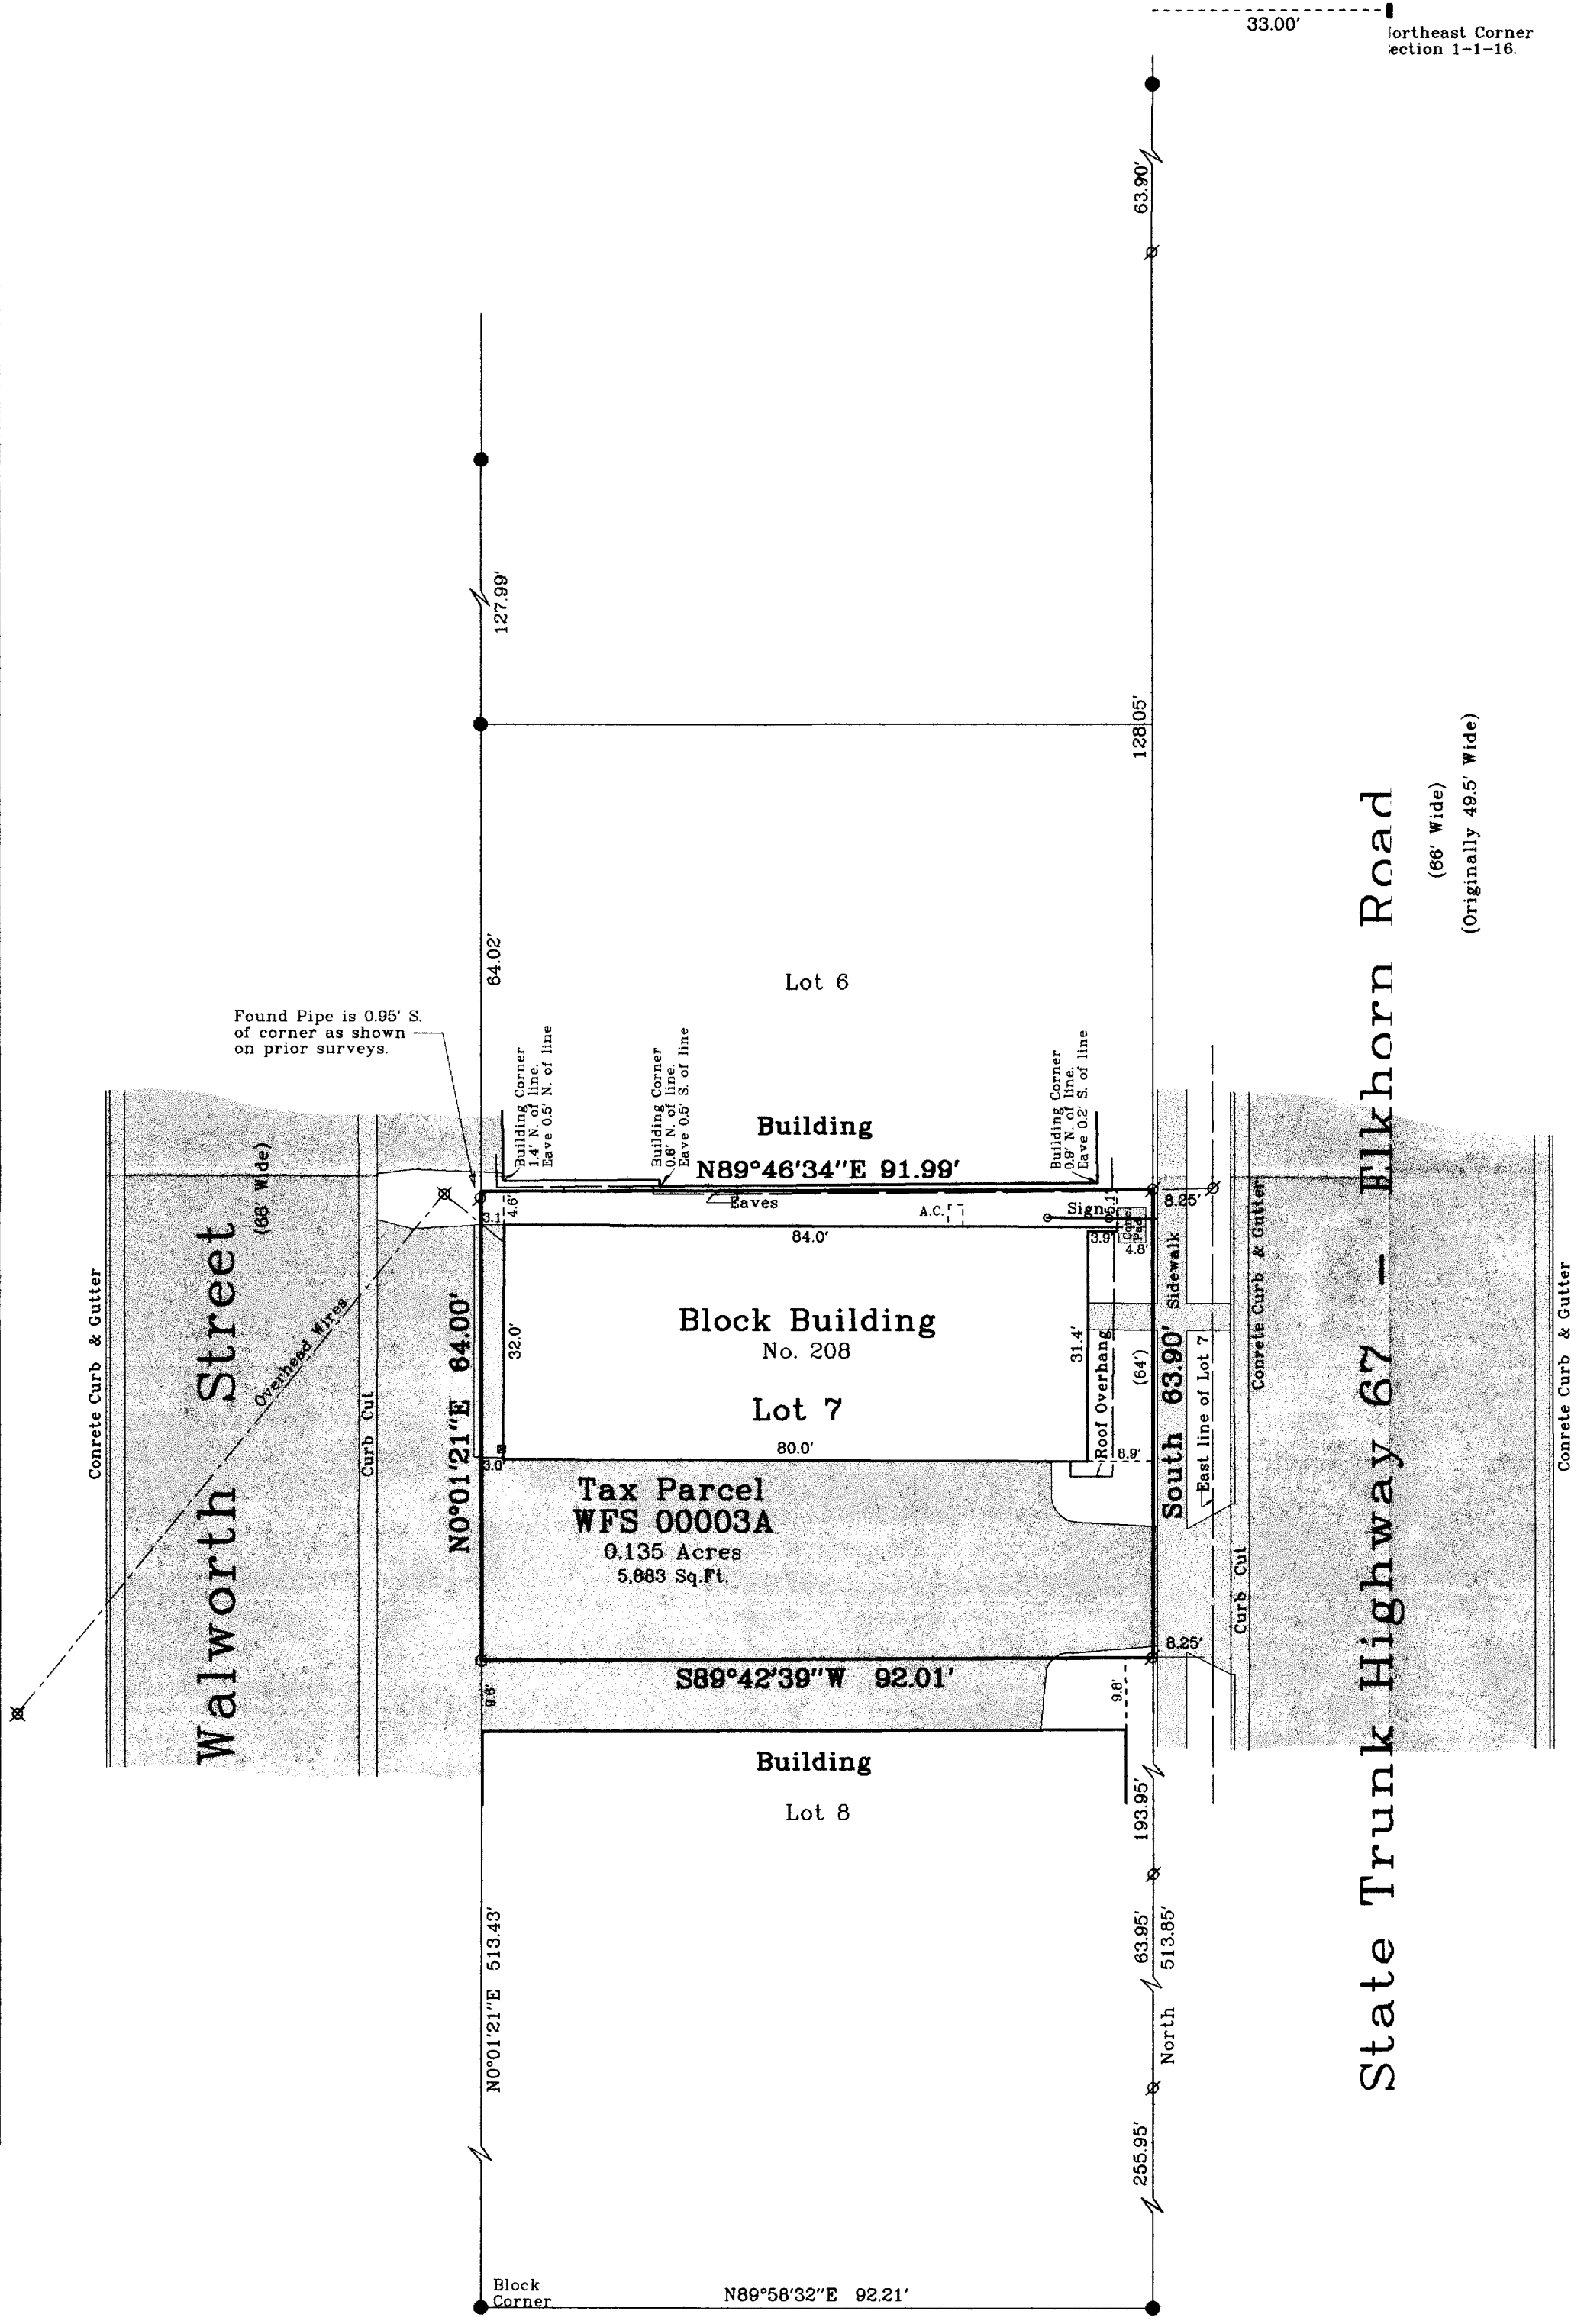 33.00'
ortheast Corner
ection 1-1-16.
63.90'
127.99'
128.05'
(66' Wide)
(Originally 49.5' Wide)
64.02'
Lot 6
Found Pipe is 0.95' S.
of corner as shown
on prior surveys.
Building Corner
1.4' N. of line.
Eave 0.5' N. of line
Building Corner
0.6' N. of line.
Eave 0.5' S. of line
Building Corner
0.9' N. of line.
Eave 0.2' S. of line
Building
N89°46'34"E 91.99'
(66' Wide)
Eaves
A.C.
Sign
5.1'
8.25'
3.1'
4.6'
84.0'
3.9'
Conc.
Pad
4.8'
Walworth Street
Conrete Curb & Gutter
Overhead Wires
Curb Cut
N0°01'21"E 64.00'
32.0'
Block Building
No. 208
Lot 7
80.0'
31.4'
Roof Overhang
(64')
8.9'
South 63.90'
Sidewalk
East line of Lot 7
Conrete Curb & Gutter
State Trunk Highway 67 - Elkhorn Road
Conrete Curb & Gutter
3.0'
Tax Parcel
WFS 00003A
0.135 Acres
5,883 Sq.Ft.
Curb Cut
8.25'
S89°42'39"W 92.01'
9.6'
9.8'
Building
Lot 8
193.95'
N0°01'21"E 513.43'
63.95'
513.85'
North
255.95'
Block
Corner
N89°58'32"E 92.21'